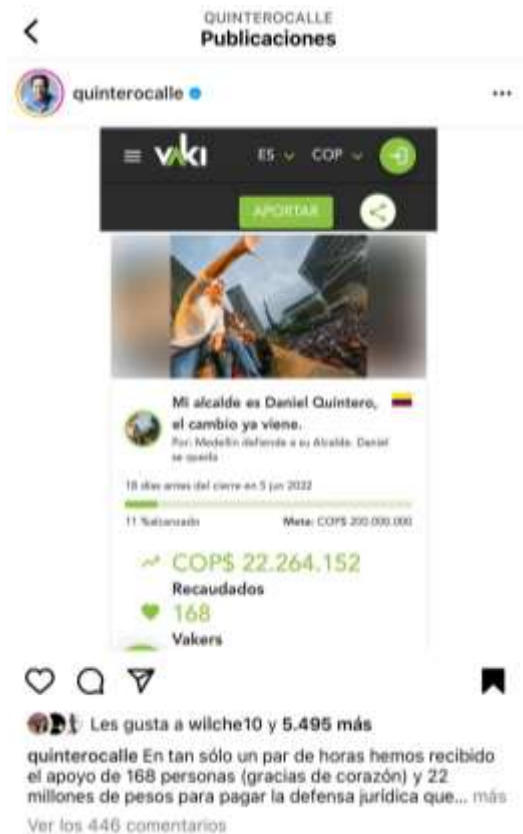 QUINTEROCALLE
Publicaciones
quinterocalle
vaki ES COP
APORTAR
Mi alcalde es Daniel Quintero,
el cambio ya viene.
Por: Medellín defiende a su Alcalde. Daniel
se queda
18 días antes del cierre en 5 jun 2022
11 %alcanzado Meta: COP$ 200.000.000
COP$ 22.264.152
Recaudados
168
Vakers
Les gusta a wilche10 y 5.495 más
quinterocalle En tan sólo un par de horas hemos recibido
el apoyo de 168 personas (gracias de corazón) y 22
millones de pesos para pagar la defensa jurídica que... más
Ver los 446 comentarios